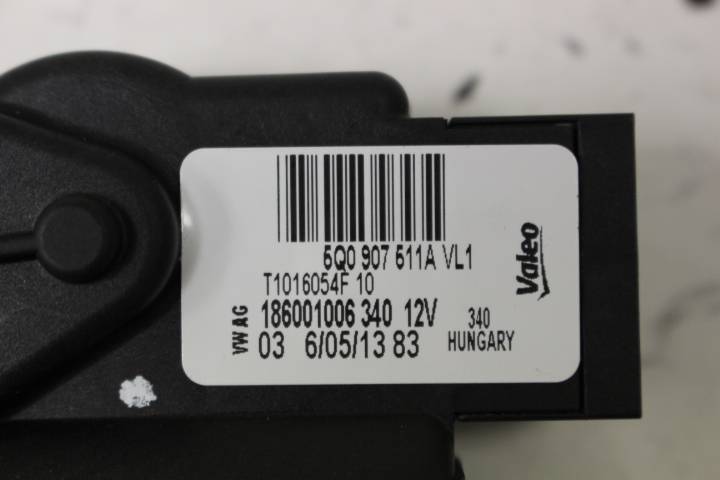 5Q0 907 511A VL1
T1016054F 10
186001006 340 12V
03 6/05/13 83
VW AG
340
HUNGARY
Valeo